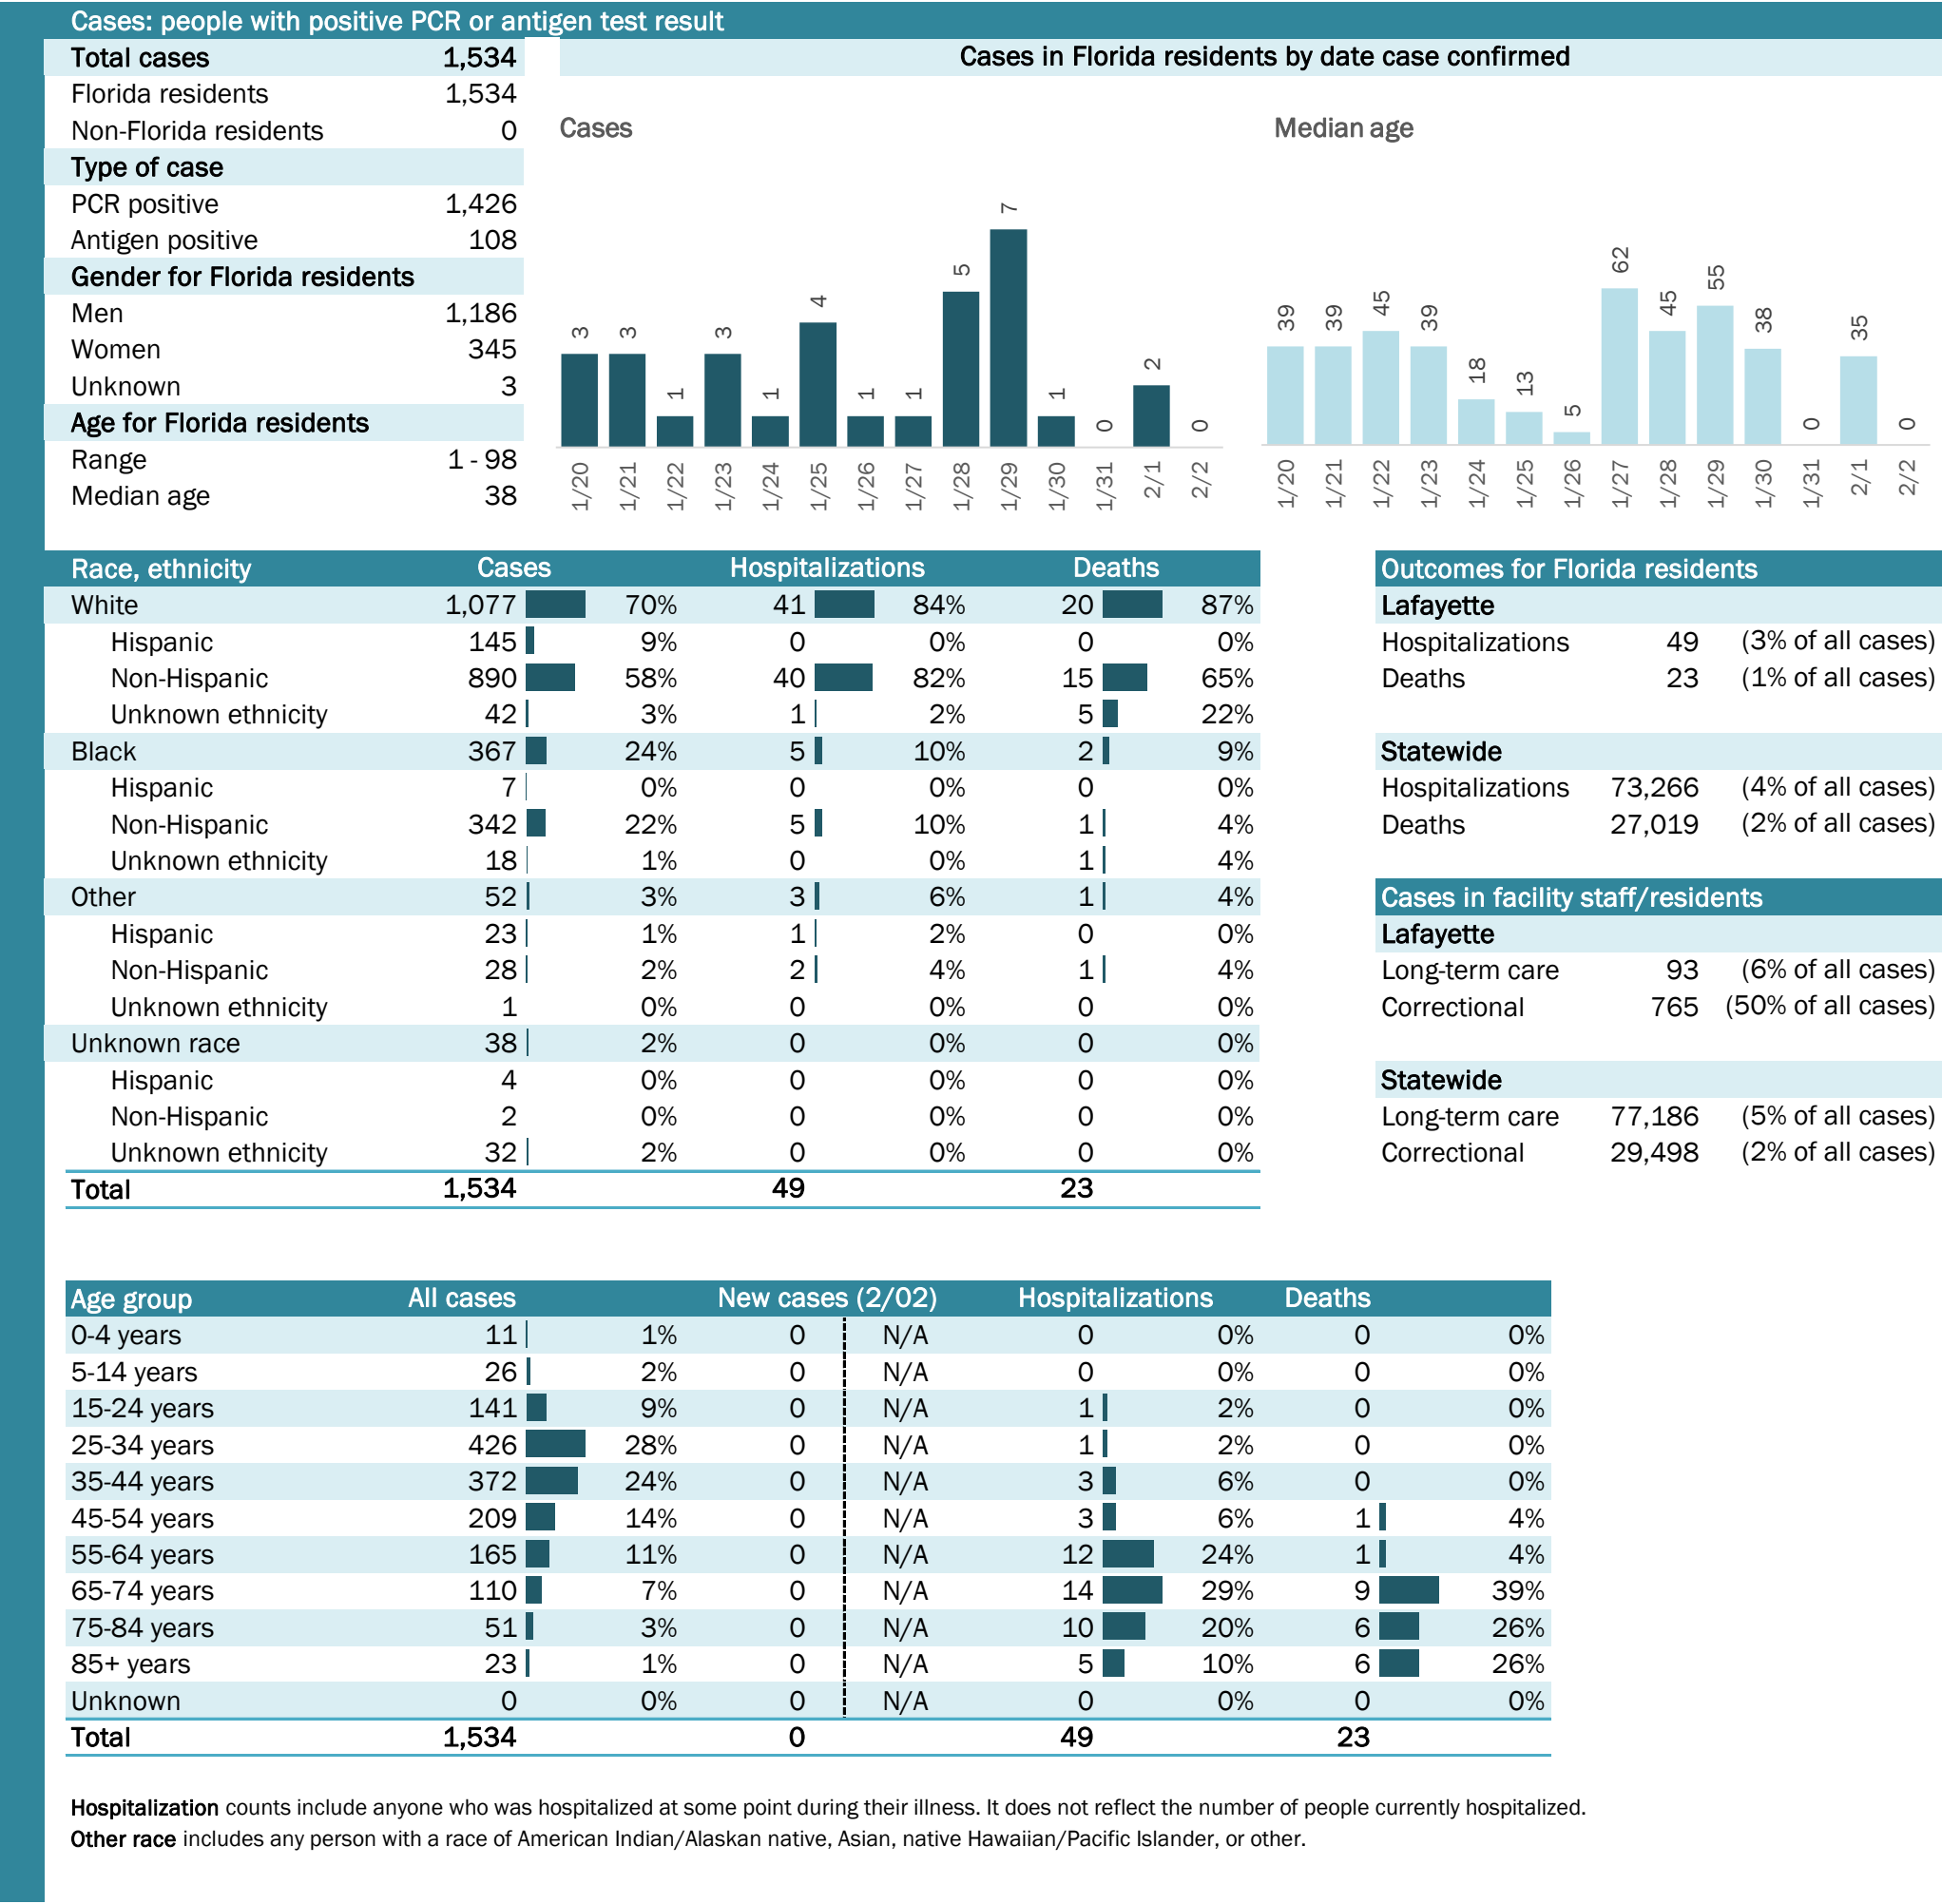 Cases: people with positive PCR or antigen test result
Total cases 1,534
Florida residents 1,534
Non-Florida residents 0
Type of case
PCR positive 1,426
Antigen positive 108
Gender for Florida residents
Men 1,186
Women 345
Unknown 3
Age for Florida residents
Range 1 - 98
Median age 38
Cases in Florida residents by date case confirmed
Cases
3 3 1 3 1 4 1 1 5 7 1 0 2 0
1/20 1/21 1/22 1/23 1/24 1/25 1/26 1/27 1/28 1/29 1/30 1/31 2/1 2/2
Median age
39 39 45 39 18 13 5 62 45 55 38 0 35 0
1/20 1/21 1/22 1/23 1/24 1/25 1/26 1/27 1/28 1/29 1/30 1/31 2/1 2/2
Race, ethnicity Cases Hospitalizations Deaths
White 1,077 70% 41 84% 20 87%
Hispanic 145 9% 0 0% 0 0%
Non-Hispanic 890 58% 40 82% 15 65%
Unknown ethnicity 42 3% 1 2% 5 22%
Black 367 24% 5 10% 2 9%
Hispanic 7 0% 0 0% 0 0%
Non-Hispanic 342 22% 5 10% 1 4%
Unknown ethnicity 18 1% 0 0% 1 4%
Other 52 3% 3 6% 1 4%
Hispanic 23 1% 1 2% 0 0%
Non-Hispanic 28 2% 2 4% 1 4%
Unknown ethnicity 1 0% 0 0% 0 0%
Unknown race 38 2% 0 0% 0 0%
Hispanic 4 0% 0 0% 0 0%
Non-Hispanic 2 0% 0 0% 0 0%
Unknown ethnicity 32 2% 0 0% 0 0%
Total 1,534 49 23
Outcomes for Florida residents
Lafayette
Hospitalizations 49 (3% of all cases)
Deaths 23 (1% of all cases)
Statewide
Hospitalizations 73,266 (4% of all cases)
Deaths 27,019 (2% of all cases)
Cases in facility staff/residents
Lafayette
Long-term care 93 (6% of all cases)
Correctional 765 (50% of all cases)
Statewide
Long-term care 77,186 (5% of all cases)
Correctional 29,498 (2% of all cases)
Age group All cases New cases (2/02) Hospitalizations Deaths
0-4 years 11 1% 0 N/A 0 0% 0 0%
5-14 years 26 2% 0 N/A 0 0% 0 0%
15-24 years 141 9% 0 N/A 1 2% 0 0%
25-34 years 426 28% 0 N/A 1 2% 0 0%
35-44 years 372 24% 0 N/A 3 6% 0 0%
45-54 years 209 14% 0 N/A 3 6% 1 4%
55-64 years 165 11% 0 N/A 12 24% 1 4%
65-74 years 110 7% 0 N/A 14 29% 9 39%
75-84 years 51 3% 0 N/A 10 20% 6 26%
85+ years 23 1% 0 N/A 5 10% 6 26%
Unknown 0 0% 0 N/A 0 0% 0 0%
Total 1,534 0 49 23
Hospitalization counts include anyone who was hospitalized at some point during their illness. It does not reflect the number of people currently hospitalized.
Other race includes any person with a race of American Indian/Alaskan native, Asian, native Hawaiian/Pacific Islander, or other.